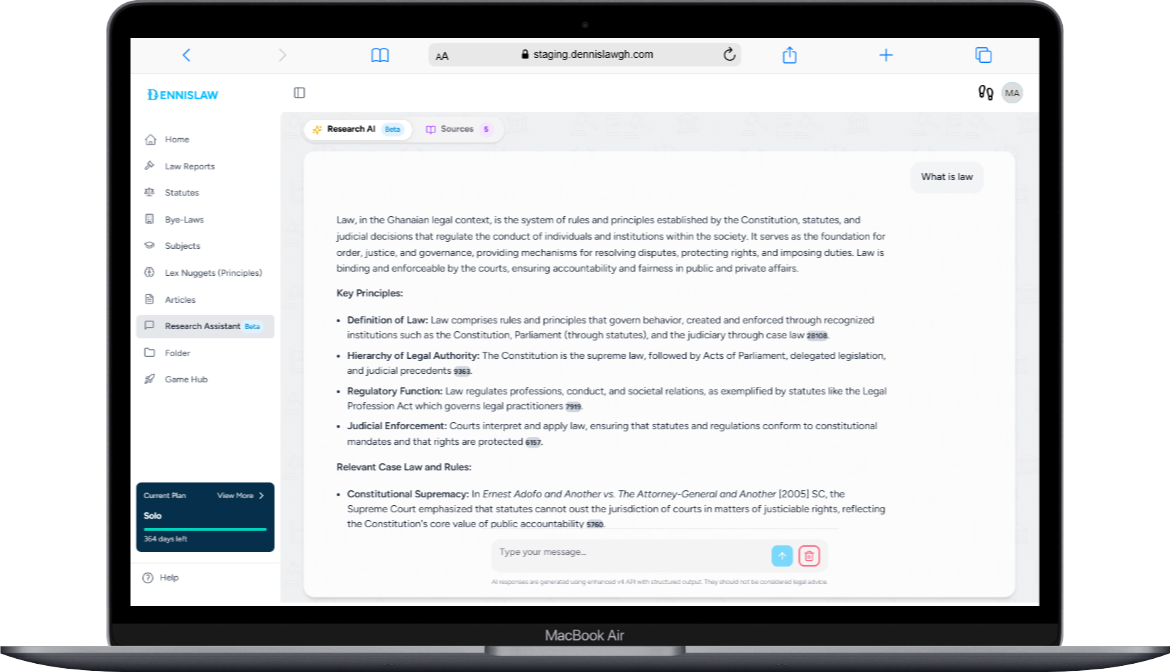 AA staging.dennislawgh.com
DENNISLAW
MA
Home
Law Reports
Statutes
Bye-Laws
Subjects
Lex Nuggets (Principles)
Articles
Research Assistant Beta
Folder
Game Hub
Current Plan View More
Solo
364 days left
Help
Research AI Beta Sources 5
What is law
Law, in the Ghanaian legal context, is the system of rules and principles established by the Constitution, statutes, and
judicial decisions that regulate the conduct of individuals and institutions within the society. It serves as the foundation for
order, justice, and governance, providing mechanisms for resolving disputes, protecting rights, and imposing duties. Law is
binding and enforceable by the courts, ensuring accountability and fairness in public and private affairs.
Key Principles:
• Definition of Law: Law comprises rules and principles that govern behavior, created and enforced through recognized
institutions such as the Constitution, Parliament (through statutes), and the judiciary through case law 28108.
• Hierarchy of Legal Authority: The Constitution is the supreme law, followed by Acts of Parliament, delegated legislation,
and judicial precedents 9363.
• Regulatory Function: Law regulates professions, conduct, and societal relations, as exemplified by statutes like the Legal
Profession Act which governs legal practitioners 7919.
• Judicial Enforcement: Courts interpret and apply law, ensuring that statutes and regulations conform to constitutional
mandates and that rights are protected 6157.
Relevant Case Law and Rules:
• Constitutional Supremacy: In Ernest Adofo and Another vs. The Attorney-General and Another [2005] SC, the
Supreme Court emphasized that statutes cannot oust the jurisdiction of courts in matters of justiciable rights, reflecting
the Constitution's core value of public accountability 5760.
Type your message...
AI responses are generated using enhanced v4 API with structured output. They should not be considered legal advice.
MacBook Air